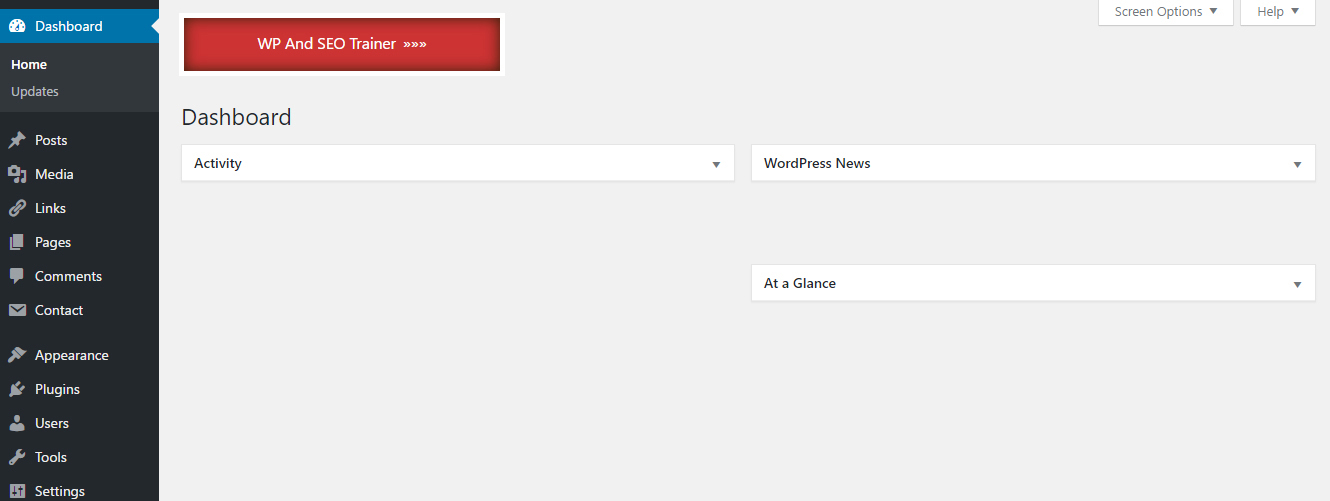 Dashboard
Home
Updates
Posts
Media
Links
Pages
Comments
Contact
Appearance
Plugins
Users
Tools
Settings
Screen Options
Help
WP And SEO Trainer »»»
Dashboard
Activity
WordPress News
At a Glance